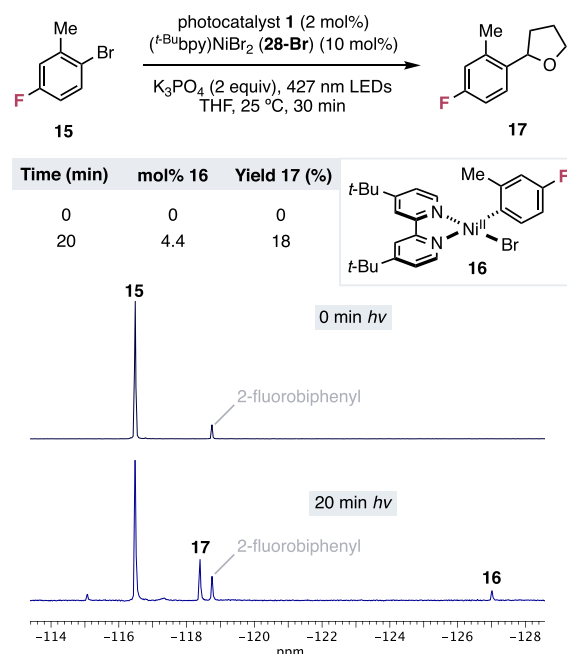 Me
Br
F
15
photocatalyst 1 (2 mol%)
(t-Bubpy)NiBr2 (28-Br) (10 mol%)
K3PO4 (2 equiv), 427 nm LEDs
THF, 25 ºC, 30 min
Me
O
F
17
Time (min) mol% 16 Yield 17 (%)
0 0 0
20 4.4 18
t-Bu
t-Bu
N
N
NiII
Br
Me
F
16
15
0 min hv
2-fluorobiphenyl
20 min hv
17
2-fluorobiphenyl
16
−114 −116 −118 −120 −122 −124 −126 −128
ppm